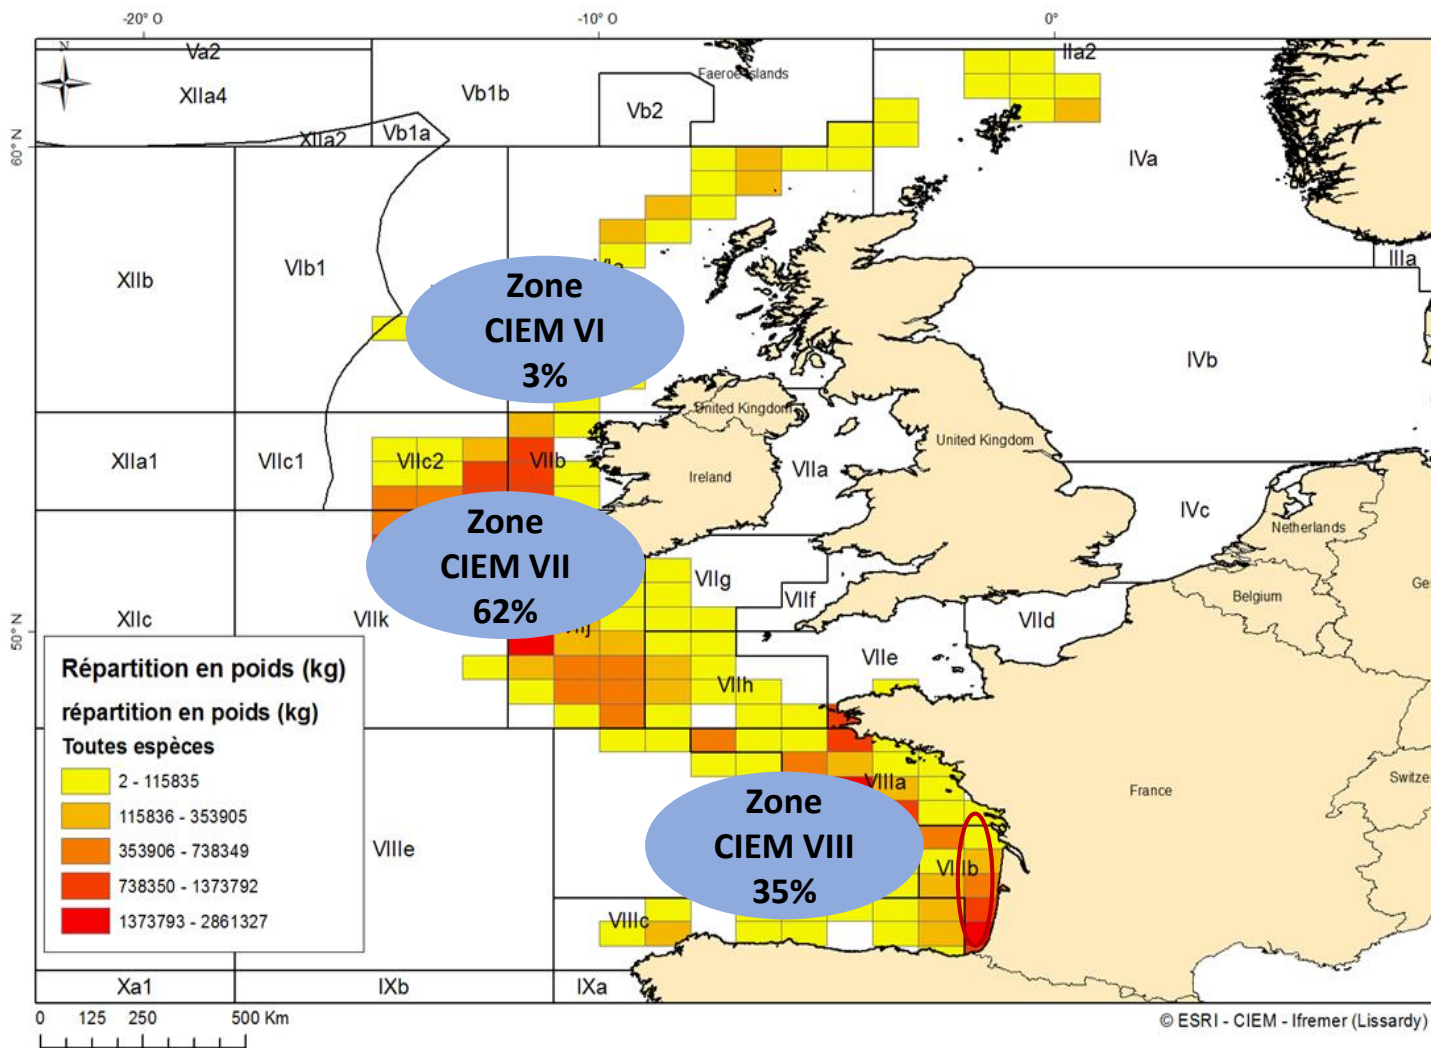 -20° O
-10° O
0°
N
Va2
IIa2
Faeroe Islands
XIIa4
Vb1b
Vb2
XIIa2
Vb1a
60° N
IVa
IIIa
XIIb
VIb1
VIa
Zone
CIEM VI
3%
IVb
United Kingdom
United Kingdom
XIIa1
VIIc1
VIIc2
VIIb
Ireland
VIIa
IVc
Netherlands
Zone
CIEM VII
62%
VIIg
VIIf
VIId
Belgium
50° N
XIIc
VIIk
VIIj
VIIe
VIIh
Répartition en poids (kg)
répartition en poids (kg)
Toutes espèces
2 - 115835
115836 - 353905
353906 - 738349
738350 - 1373792
1373793 - 2861327
VIIIe
VIIIa
Zone
CIEM VIII
35%
VIIIb
France
Switze
VIIIc
Xa1
IXb
IXa
0 125 250 500 Km
© ESRI - CIEM - Ifremer (Lissardy)